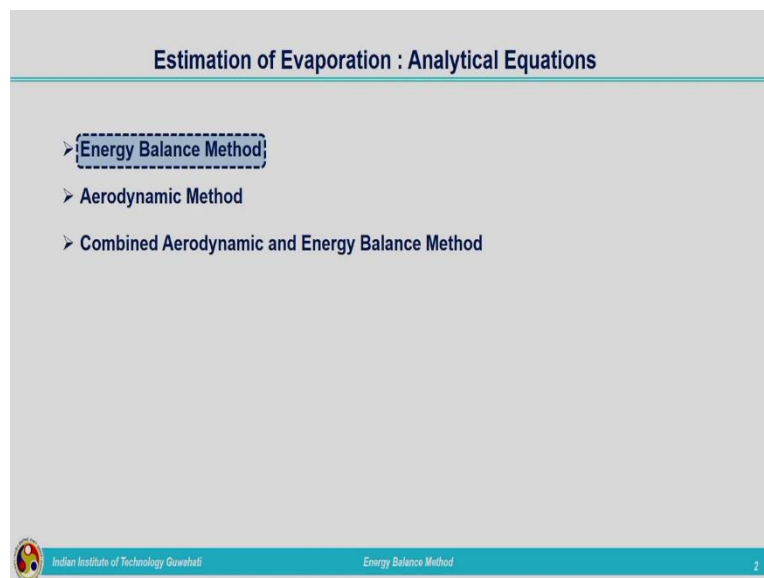 Estimation of Evaporation : Analytical Equations
➢ Energy Balance Method
➢ Aerodynamic Method
➢ Combined Aerodynamic and Energy Balance Method
Indian Institute of Technology Guwahati Energy Balance Method 2